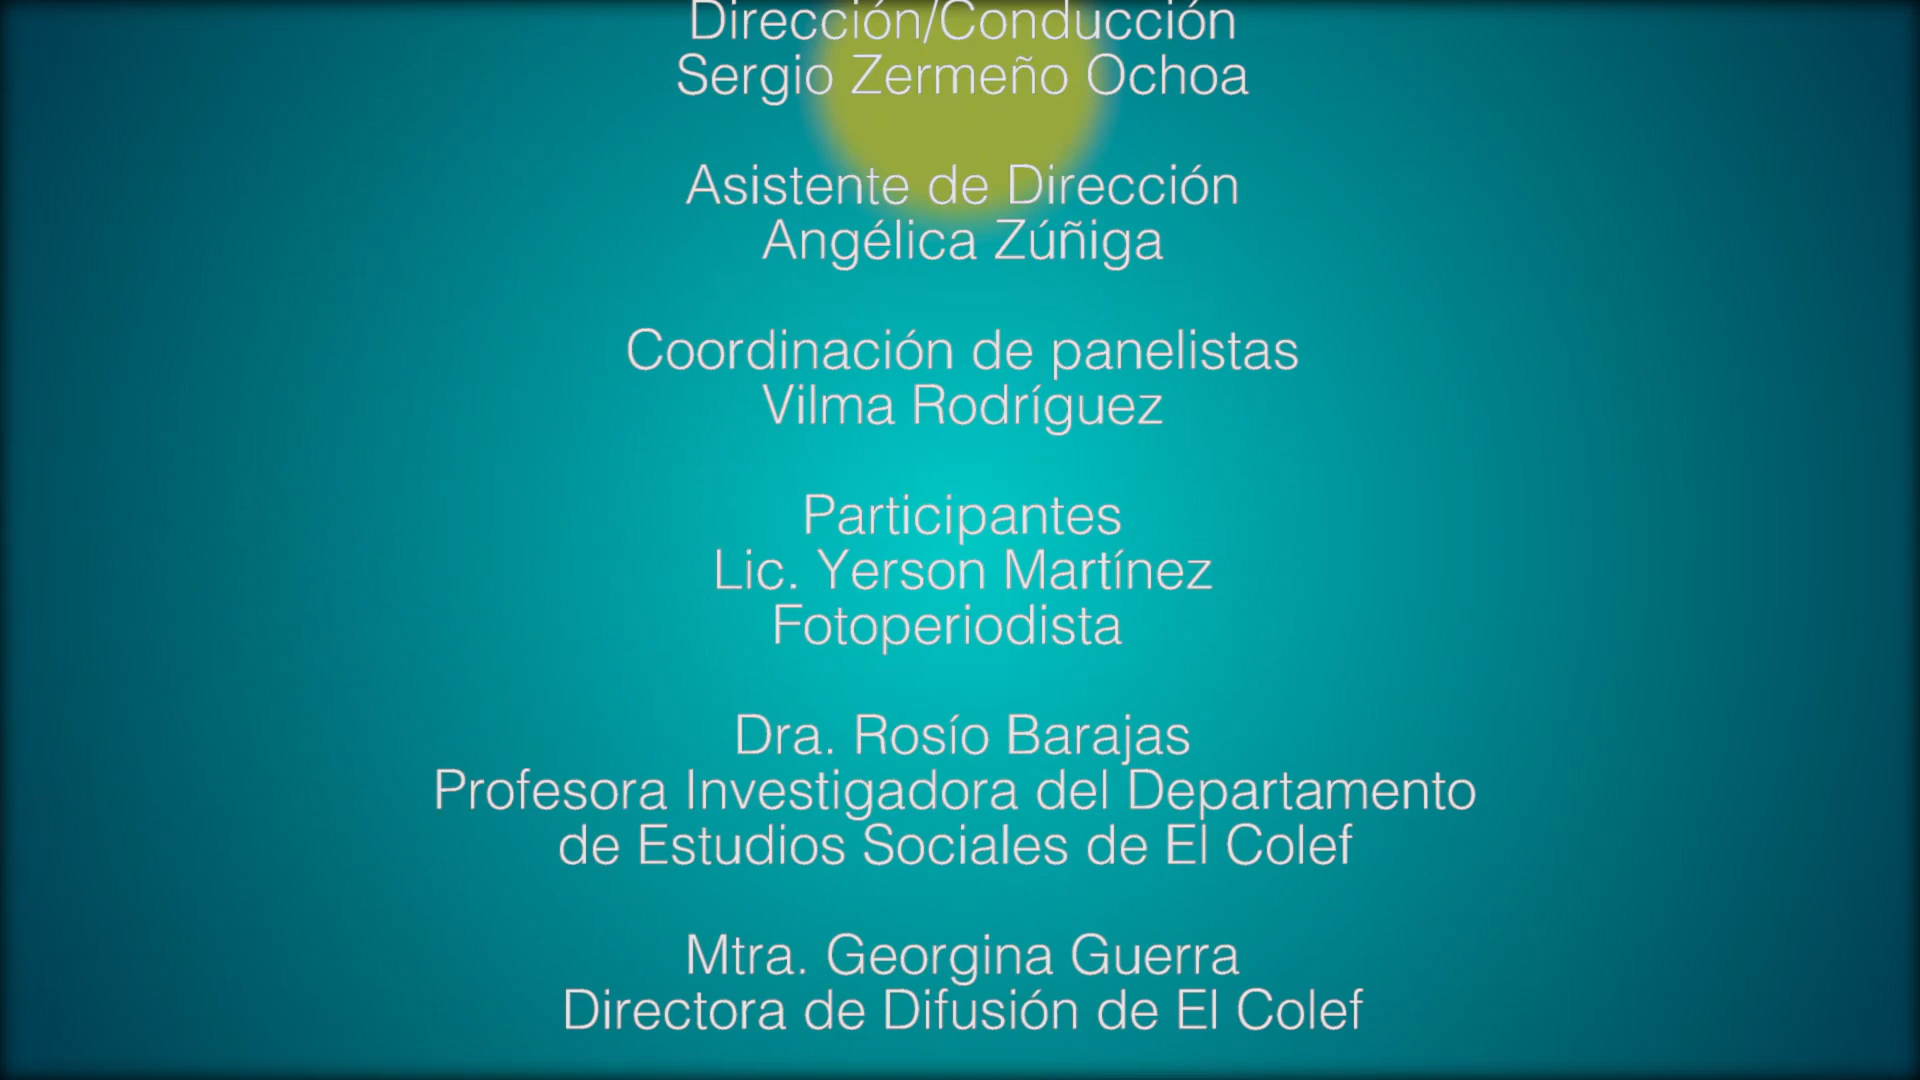 Dirección/Conducción
Sergio Zermeño Ochoa
Asistente de Dirección
Angélica Zúñiga
Coordinación de panelistas
Vilma Rodríguez
Participantes
Lic. Yerson Martínez
Fotoperiodista
Dra. Rosío Barajas
Profesora Investigadora del Departamento
de Estudios Sociales de El Colef
Mtra. Georgina Guerra
Directora de Difusión de El Colef